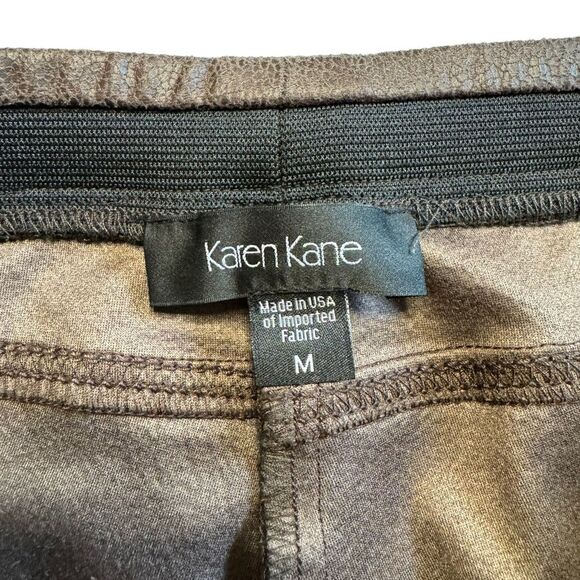 Karen Kane
Made in USA
of Imported
Fabric
M